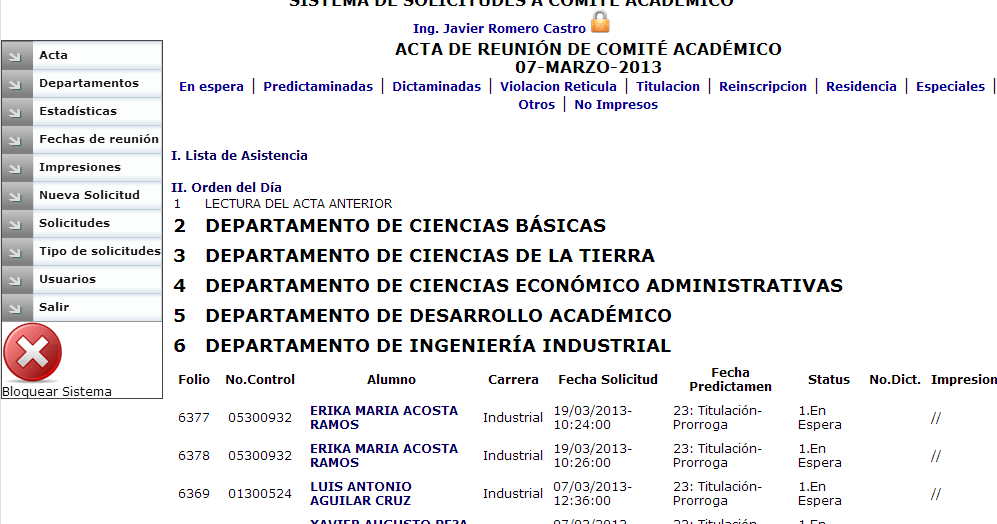 SISTEMA DE SOLICITUDES A COMITÉ ACADÉMICO
Ing. Javier Romero Castro
ACTA DE REUNIÓN DE COMITÉ ACADÉMICO
07-MARZO-2013
En espera | Predictaminadas | Dictaminadas | Violacion Reticula | Titulacion | Reinscripcion | Residencia | Especiales |
Otros | No Impresos
Acta
Departamentos
Estadísticas
Fechas de reunión
Impresiones
Nueva Solicitud
Solicitudes
Tipo de solicitudes
Usuarios
Salir
Bloquear Sistema
I. Lista de Asistencia
II. Orden del Día
1 LECTURA DEL ACTA ANTERIOR
2 DEPARTAMENTO DE CIENCIAS BÁSICAS
3 DEPARTAMENTO DE CIENCIAS DE LA TIERRA
4 DEPARTAMENTO DE CIENCIAS ECONÓMICO ADMINISTRATIVAS
5 DEPARTAMENTO DE DESARROLLO ACADÉMICO
6 DEPARTAMENTO DE INGENIERÍA INDUSTRIAL
Folio No.Control Alumno Carrera Fecha Solicitud Fecha Predictamen Status No.Dict. Impresion
6377 05300932 ERIKA MARIA ACOSTA RAMOS Industrial 19/03/2013-10:24:00 23: Titulación-Prorroga 1.En Espera //
6378 05300932 ERIKA MARIA ACOSTA RAMOS Industrial 19/03/2013-10:26:00 23: Titulación-Prorroga 1.En Espera //
6369 01300524 LUIS ANTONIO AGUILAR CRUZ Industrial 07/03/2013-12:36:00 23: Titulación-Prorroga 1.En Espera //
XAVIER AUGUSTO 07/03/2013- 23: Titulación- 1.En